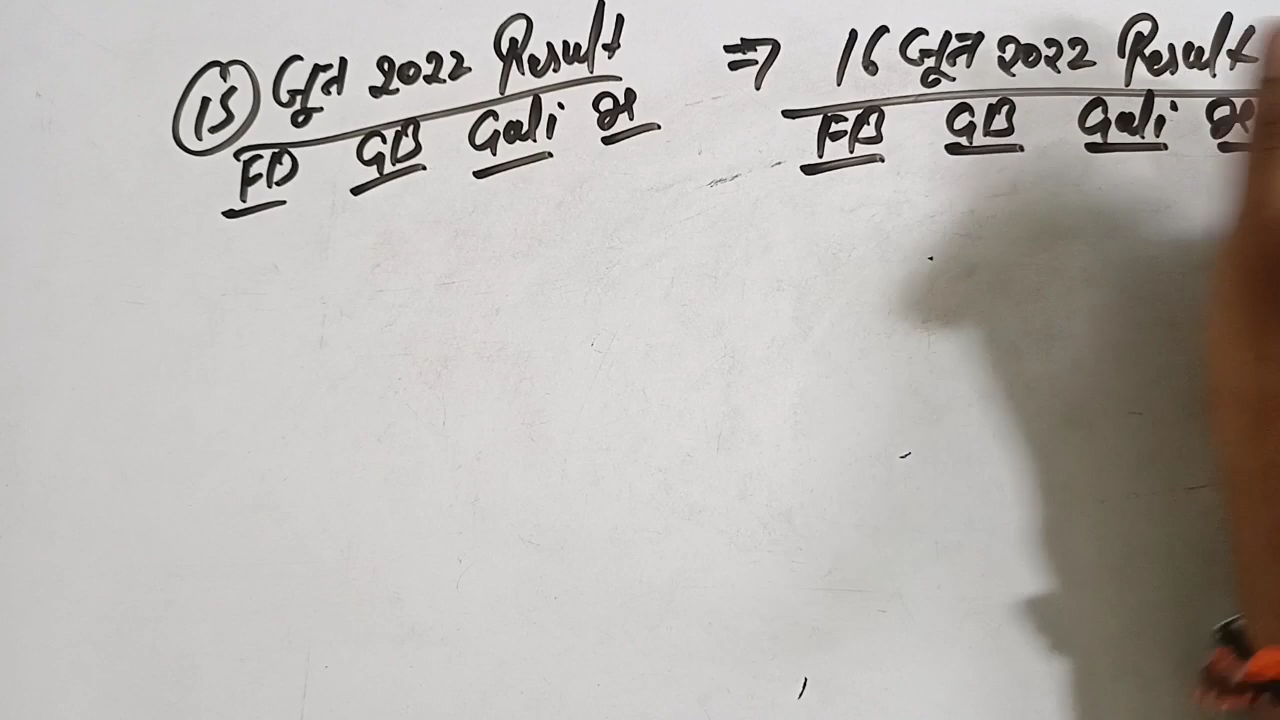 15 जून 2022 Result ⇒ 16 जून 2022 Result
FB GB Gali FB GB Gali